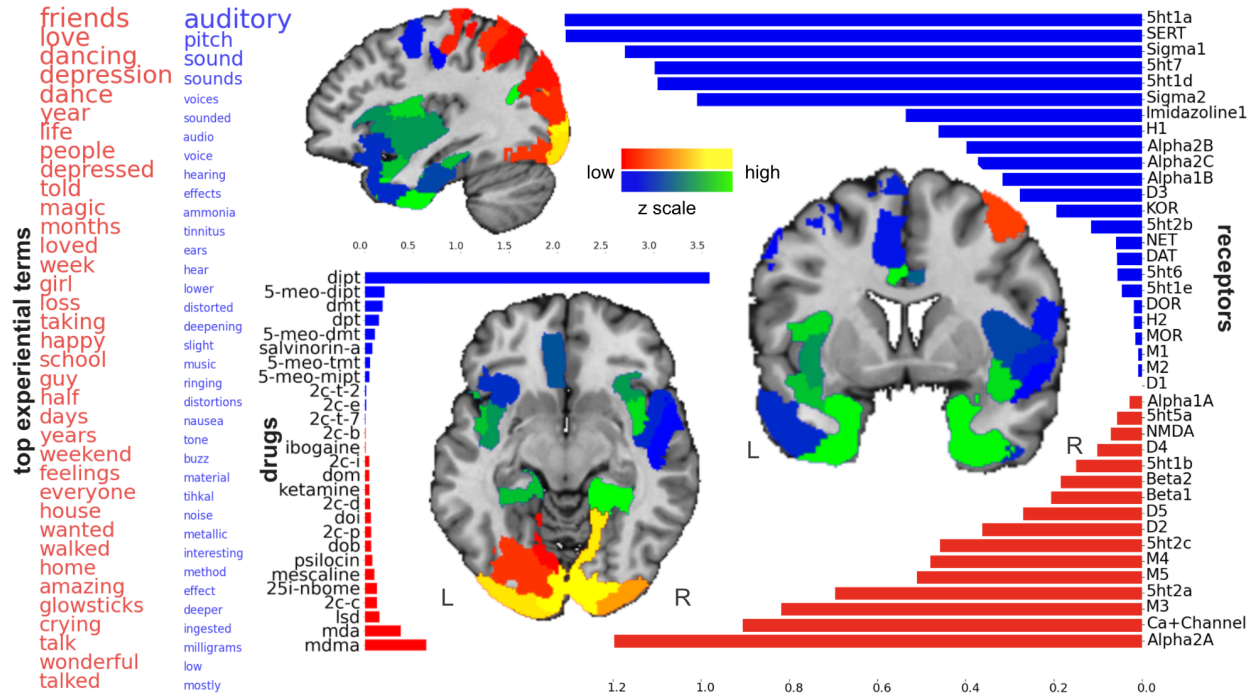 top experiential terms
friends
love
dancing
depression
dance
year
life
people
depressed
told
magic
months
loved
week
girl
loss
taking
happy
school
guy
half
days
years
weekend
feelings
everyone
house
wanted
walked
home
amazing
glowsticks
crying
talk
wonderful
talked
auditory
pitch
sound
sounds
voices
sounded
audio
voice
hearing
effects
ammonia
tinnitus
ears
hear
lower
distorted
deepening
slight
music
ringing
distortions
nausea
tone
buzz
material
tihkal
noise
metallic
interesting
method
effect
deeper
ingested
milligrams
low
mostly
low
high
z scale
0.0 0.5 1.0 1.5 2.0 2.5 3.0 3.5
drugs
dipt
5-meo-dipt
dmt
dpt
5-meo-dmt
salvinorin-a
5-meo-tmt
5-meo-mipt
2c-t-2
2c-e
2c-t-7
2c-b
ibogaine
2c-i
dom
ketamine
2c-d
doi
2c-p
dob
psilocin
mescaline
25i-nbome
2c-c
lsd
mda
mdma
L
R
L
R
5ht1a
SERT
Sigma1
5ht7
5ht1d
Sigma2
Imidazoline1
H1
Alpha2B
Alpha2C
Alpha1B
D3
KOR
5ht2b
NET
DAT
5ht6
5ht1e
DOR
H2
MOR
M1
M2
D1
Alpha1A
5ht5a
NMDA
D4
5ht1b
Beta2
Beta1
D5
D2
5ht2c
M4
M5
5ht2a
M3
Ca+Channel
Alpha2A
receptors
1.2 1.0 0.8 0.6 0.4 0.2 0.0